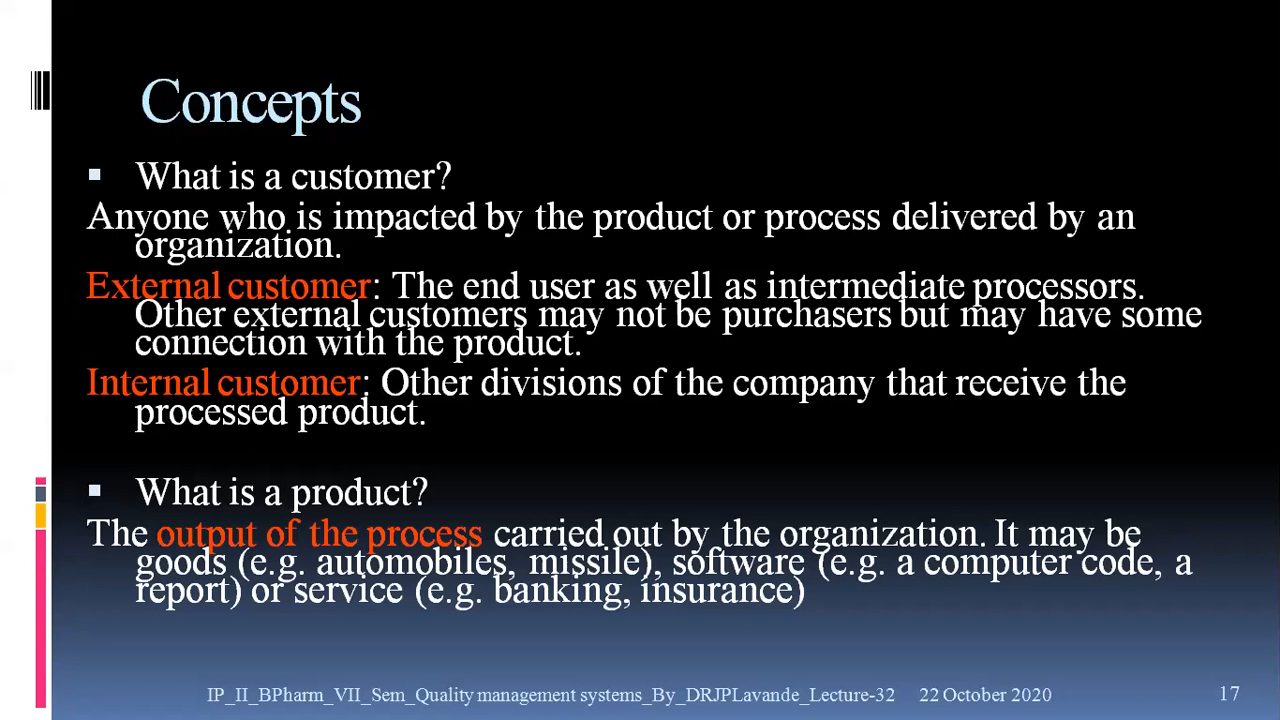 Concepts
▪ What is a customer?
Anyone who is impacted by the product or process delivered by an
organization.
External customer: The end user as well as intermediate processors.
Other external customers may not be purchasers but may have some
connection with the product.
Internal customer: Other divisions of the company that receive the
processed product.
▪ What is a product?
The output of the process carried out by the organization. It may be
goods (e.g. automobiles, missile), software (e.g. a computer code, a
report) or service (e.g. banking, insurance)
IP_II_BPharm_VII_Sem_Quality management systems_By_DRJPLavande_Lecture-32 22 October 2020 17